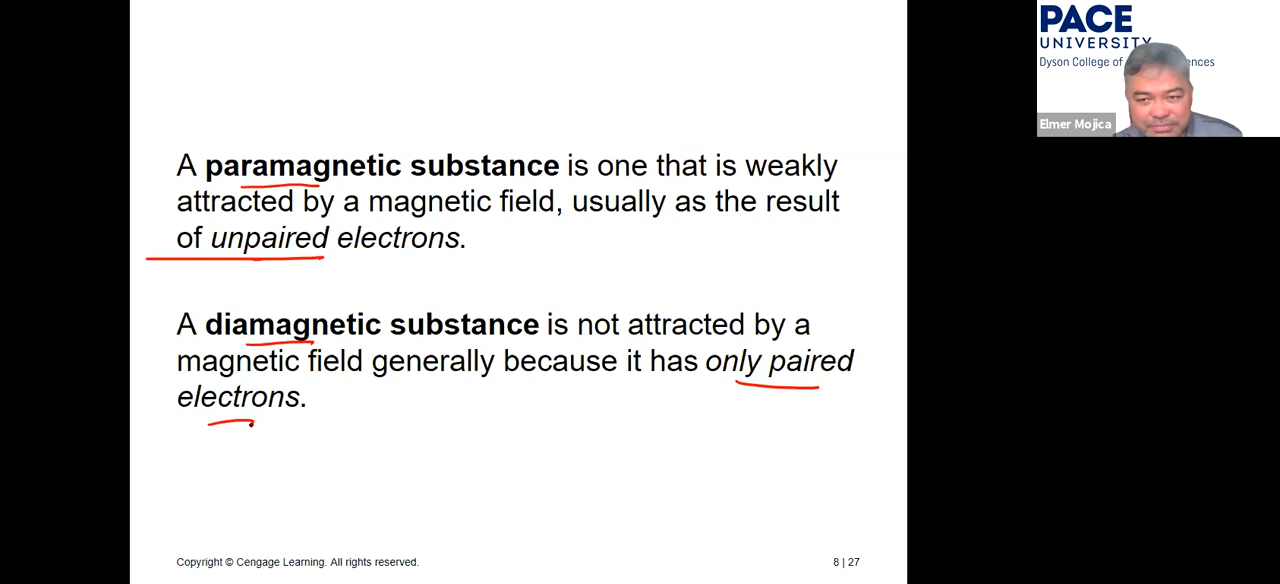 A paramagnetic substance is one that is weakly
attracted by a magnetic field, usually as the result
of unpaired electrons.
A diamagnetic substance is not attracted by a
magnetic field generally because it has only paired
electrons.
Copyright © Cengage Learning. All rights reserved.
8 | 27
PACE
UNIVERSITY
Dyson College of
Elmer Mojica